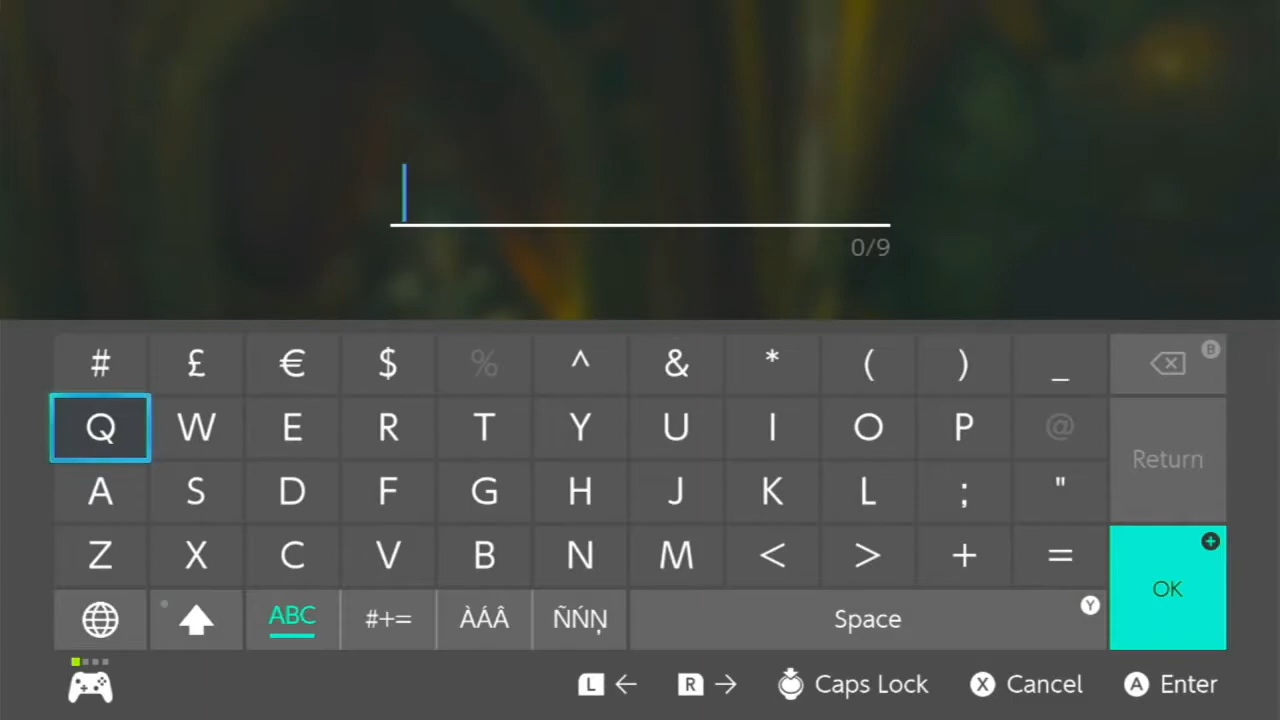 0/9
# £ € $ % ^ & * ( ) _ B
Q W E R T Y U I O P @ Return
A S D F G H J K L ; "
Z X C V B N M < > + = OK
ABC #+= ÀÁÂ ÑŃŅ Space Y
L ← R → Caps Lock X Cancel A Enter